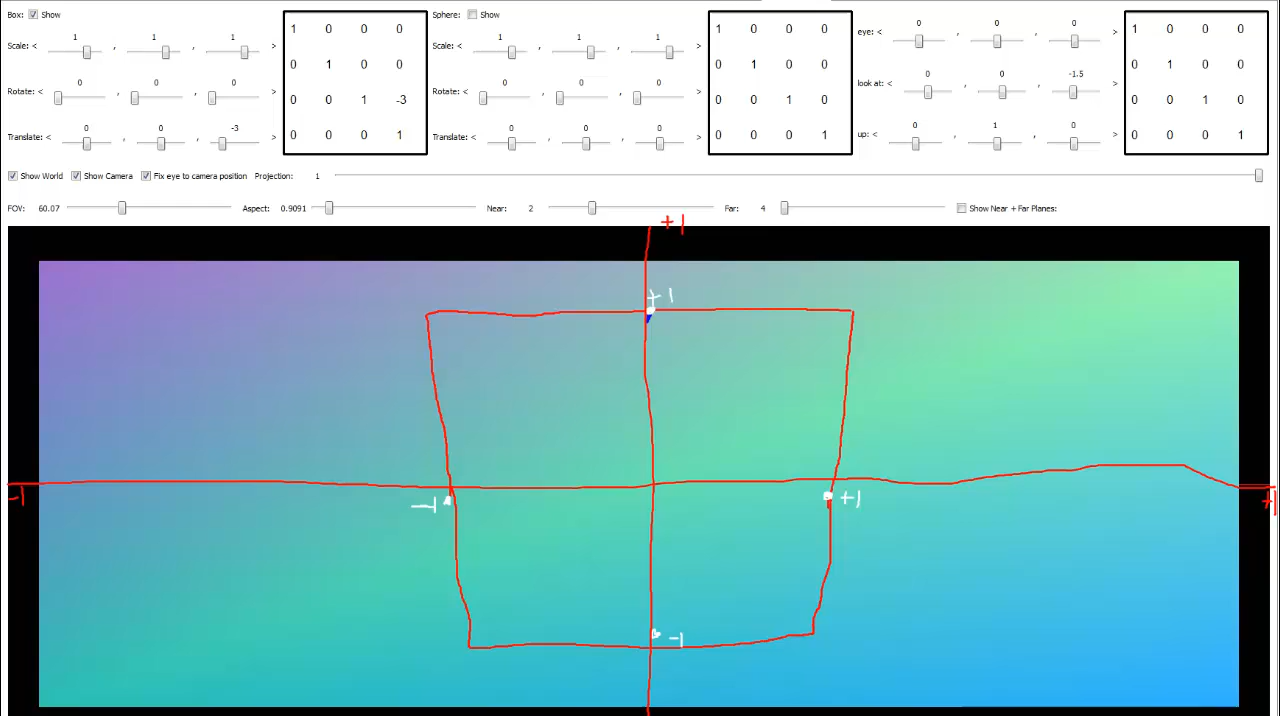 Box: Show
Scale: < 1 , 1 , 1 >
Rotate: < 0 , 0 , 0 >
Translate: < 0 , 0 , -3 >
1 0 0 0
0 1 0 0
0 0 1 -3
0 0 0 1
Sphere: Show
Scale: < 1 , 1 , 1 >
Rotate: < 0 , 0 , 0 >
Translate: < 0 , 0 , 0 >
1 0 0 0
0 1 0 0
0 0 1 0
0 0 0 1
eye: < 0 , 0 , 0 >
look at: < 0 , 0 , -1.5 >
up: < 0 , 1 , 0 >
1 0 0 0
0 1 0 0
0 0 1 0
0 0 0 1
Show World Show Camera Fix eye to camera position Projection: 1
FOV: 60.07 Aspect: 0.9091 Near: 2 Far: 4 Show Near + Far Planes:
+1
+1
-1 -1 +1 +1
-1